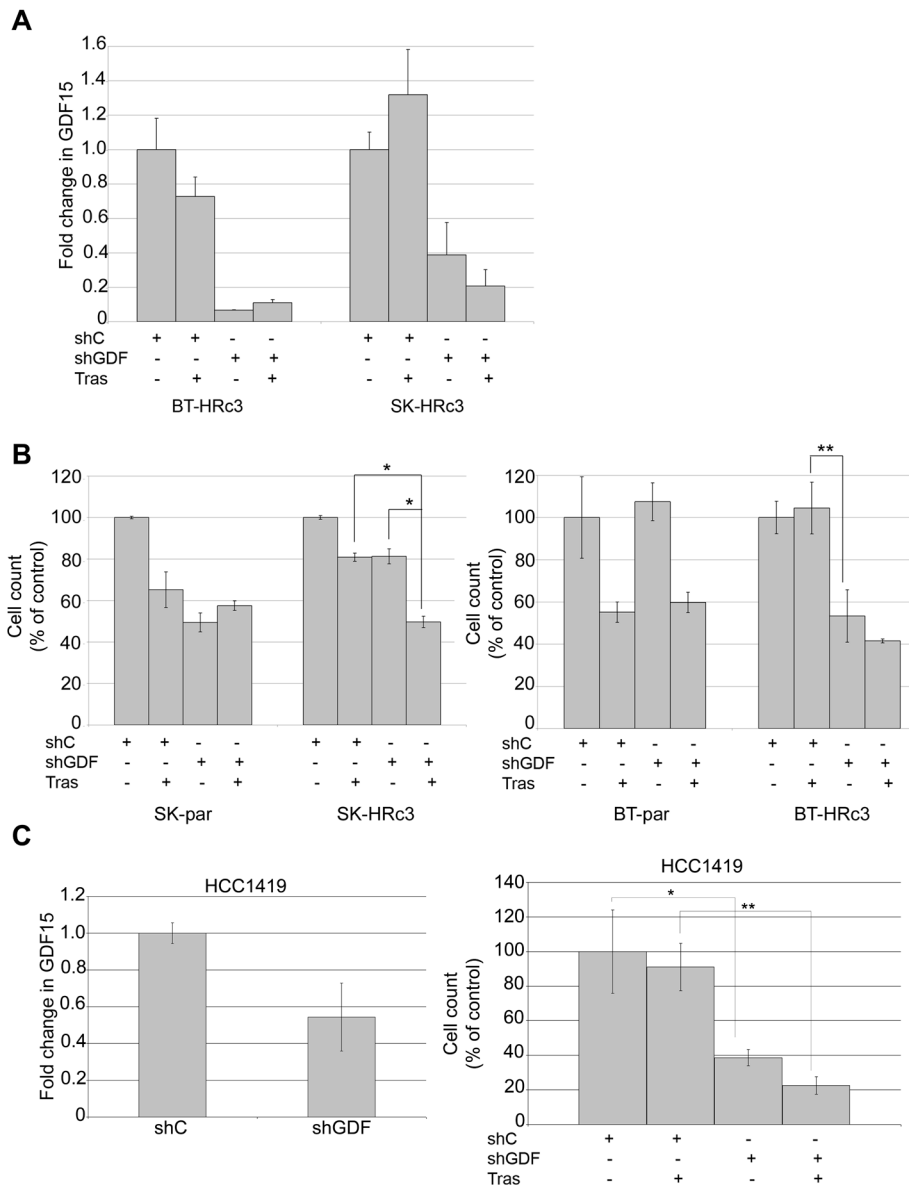 A
Fold change in GDF15
1.6
1.4
1.2
1.0
0.8
0.6
0.4
0.2
0
shC + + - - + + - -
shGDF - - + + - - + +
Tras - + - + - + - +
BT-HRc3 SK-HRc3
B
Cell count
(% of control)
120
100
80
60
40
20
0
* *
shC + + - - + + - -
shGDF - - + + - - + +
Tras - + - + - + - +
SK-par SK-HRc3
Cell count
(% of control)
120
100
80
60
40
20
0
**
+ + - - + + - -
- - + + - - + +
- + - + - + - +
BT-par BT-HRc3
C
HCC1419
Fold change in GDF15
1.2
1.0
0.8
0.6
0.4
0.2
0
shC shGDF
HCC1419
Cell count
(% of control)
140
120
100
80
60
40
20
0
* **
shC + + - -
shGDF - - + +
Tras - + - +